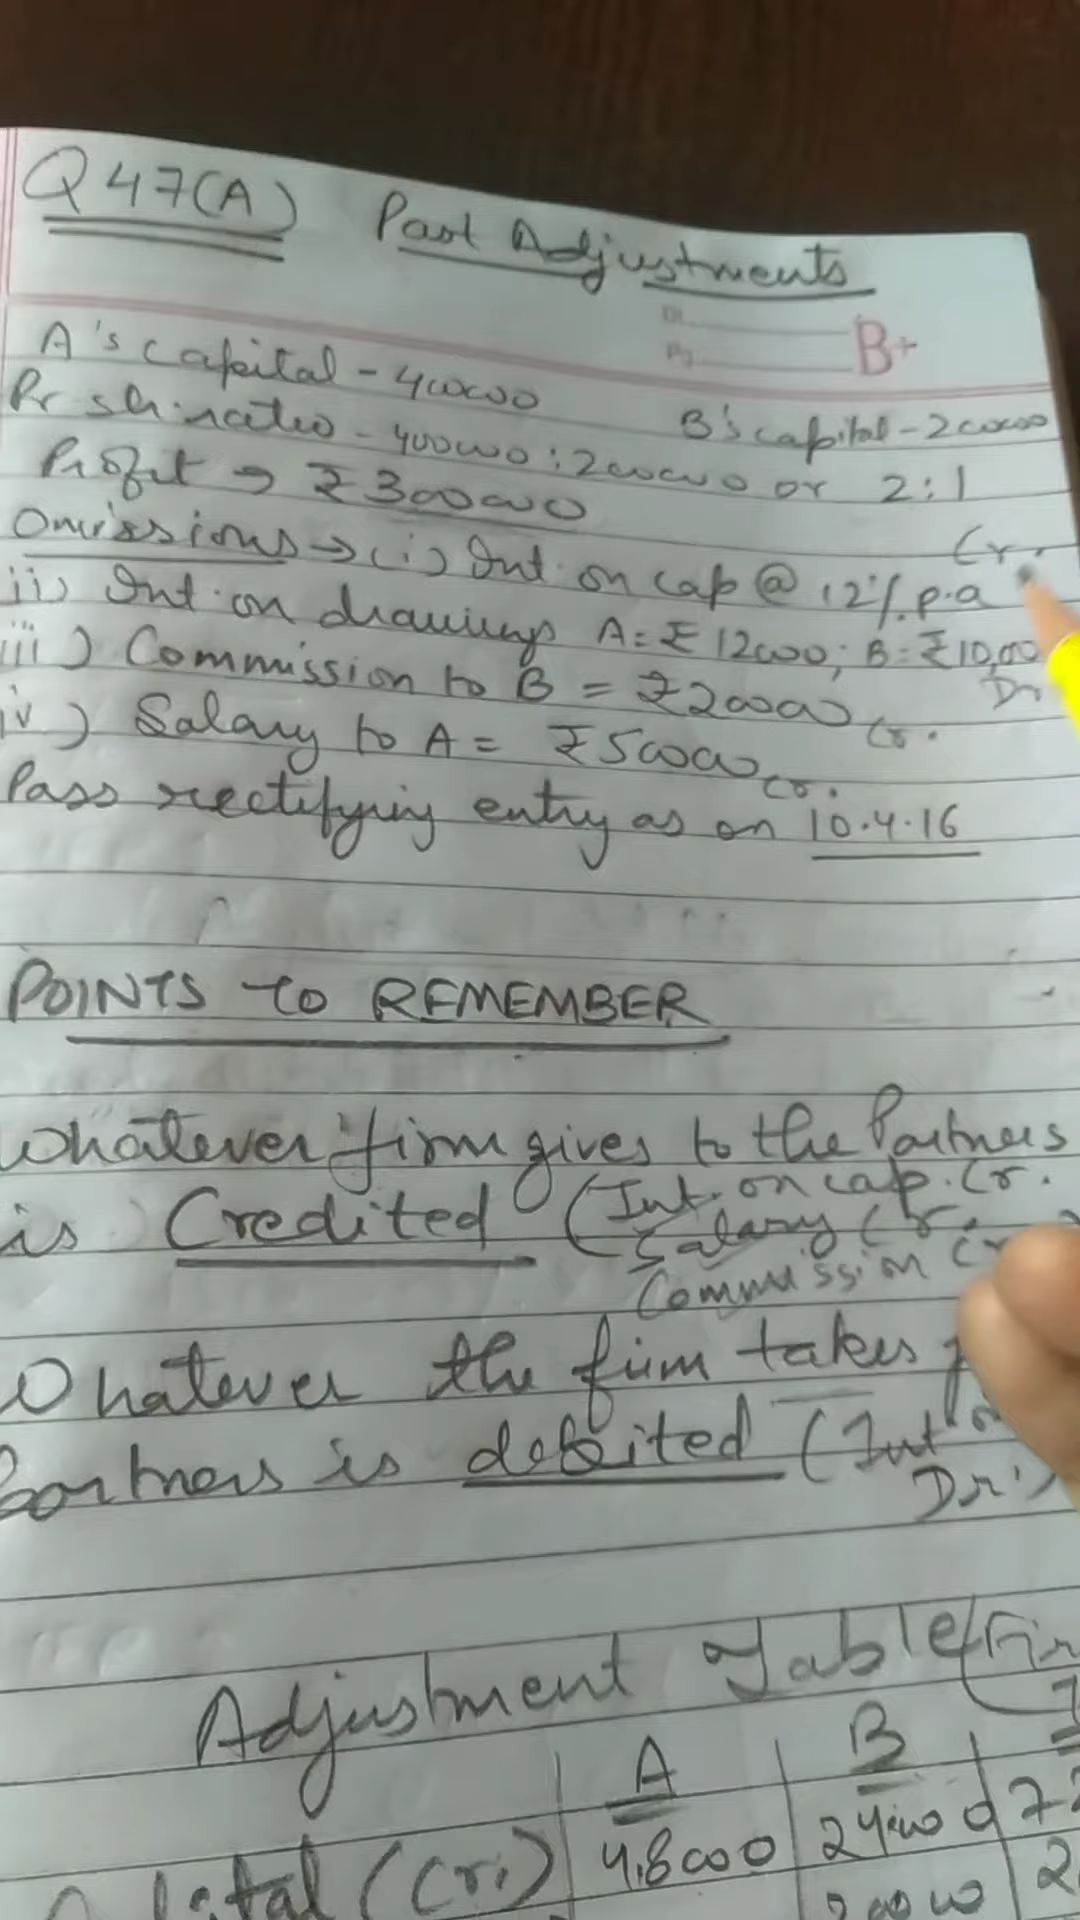 Q 47(A) Past Adjustments
B+
A's capital - 400000 B's capital - 200000
Pr sh. ratio - 400000 : 200000 or 2:1
Profit → ₹300000
Omissions → (i) Int. on cap @ 12% p.a Cr.
ii) Int. on drawings A = ₹12000; B = ₹10,00
Dr
iii) Commission to B = ₹20000 Cr.
iv) Salary to A = ₹50000 Cr.
Pass rectifying entry as on 10.4.16
POINTS to REMEMBER
Whatever firm gives to the Partners
is Credited (Int. on cap. Cr.
Salary Cr.
Commission Cr
Whatever the firm takes
Partners is debited (Int
Dr.)
Adjustment Table
A B
(Cr.) 48000 24000